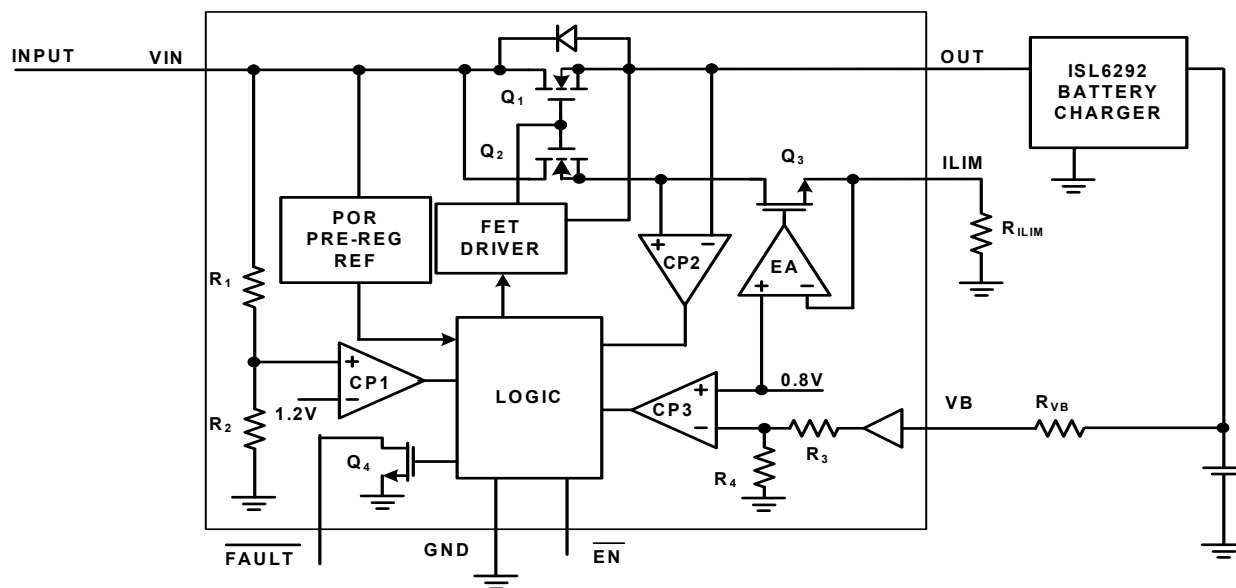 INPUT
VIN
OUT
ISL6292
BATTERY
CHARGER
Q1
Q2
Q3
ILIM
RILIM
POR
PRE-REG
REF
FET
DRIVER
+
−
CP2
EA
+
−
R1
+
−
CP1
1.2V
LOGIC
+
−
CP3
0.8V
VB
RVB
R2
R3
R4
Q4
FAULT
GND
EN